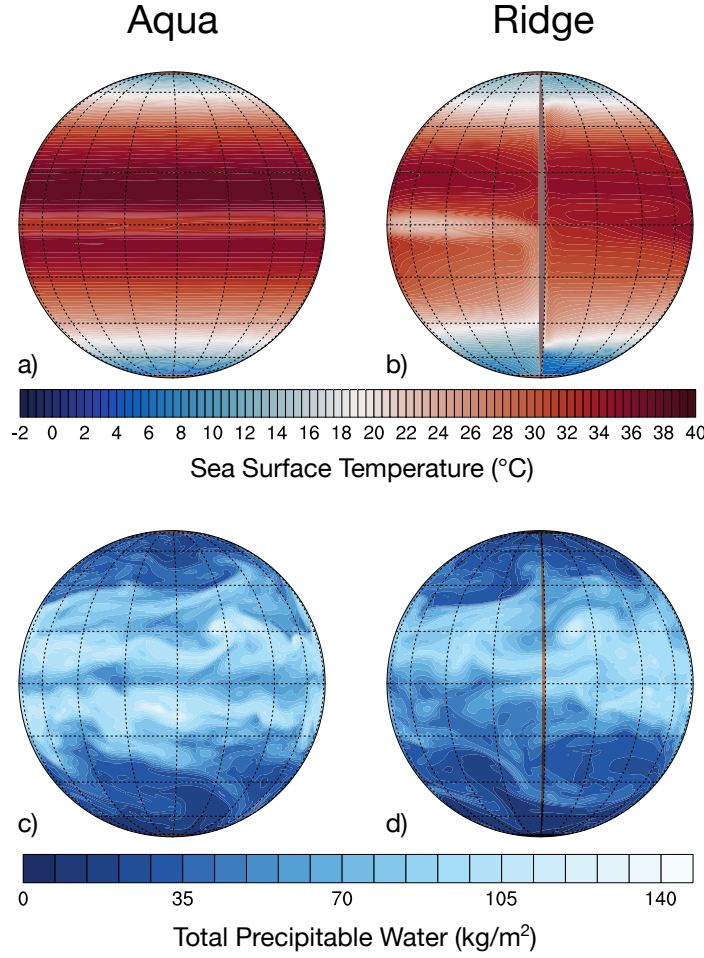 Aqua Ridge
a) b)
-2 0 2 4 6 8 10 12 14 16 18 20 22 24 26 28 30 32 34 36 38 40
Sea Surface Temperature (°C)
c) d)
0 35 70 105 140
Total Precipitable Water (kg/m²)